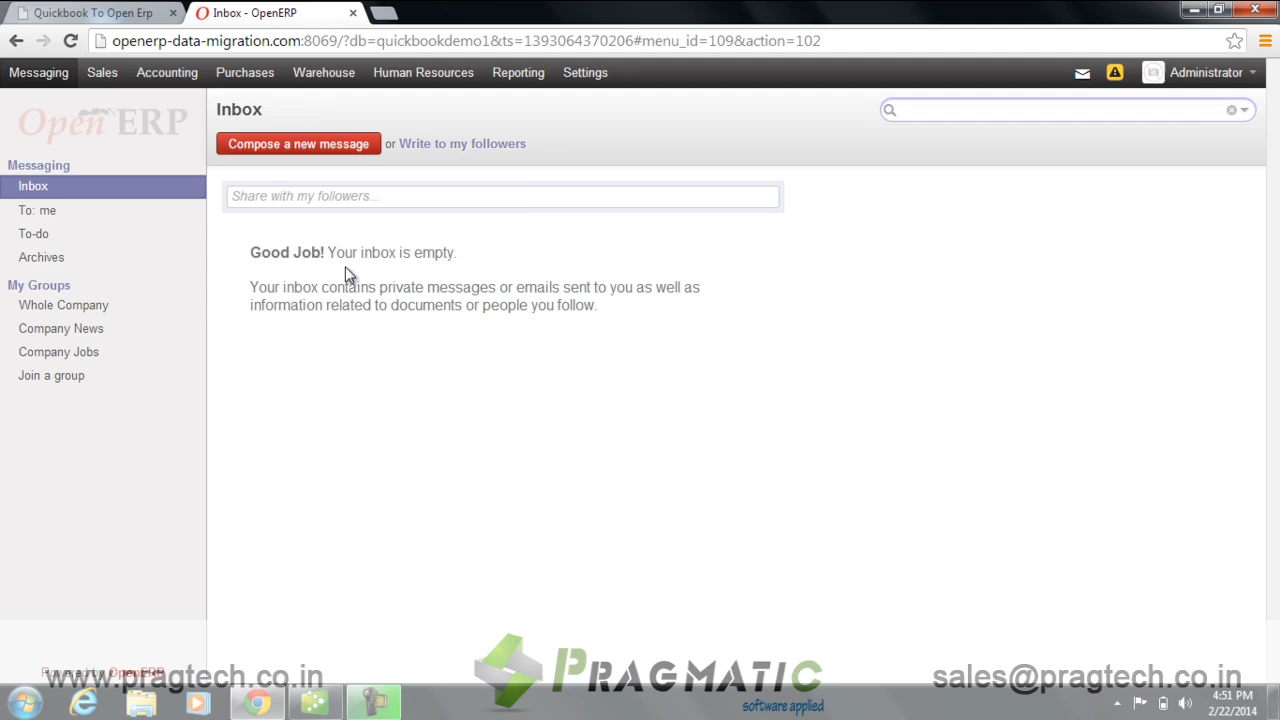 Quickbook To Open Erp
Inbox - OpenERP
openerp-data-migration.com:8069/?db=quickbookdemo1&ts=1393064370206#menu_id=109&action=102
Messaging Sales Accounting Purchases Warehouse Human Resources Reporting Settings Administrator
Open ERP
Inbox
Compose a new message or Write to my followers
Messaging
Inbox
To: me
To-do
Archives
My Groups
Whole Company
Company News
Company Jobs
Join a group
Share with my followers...
Good Job! Your inbox is empty.
Your inbox contains private messages or emails sent to you as well as
information related to documents or people you follow.
Powered by OpenERP
www.pragtech.co.in
PRAGMATIC
software applied
sales@pragtech.co.in
4:51 PM
2/22/2014